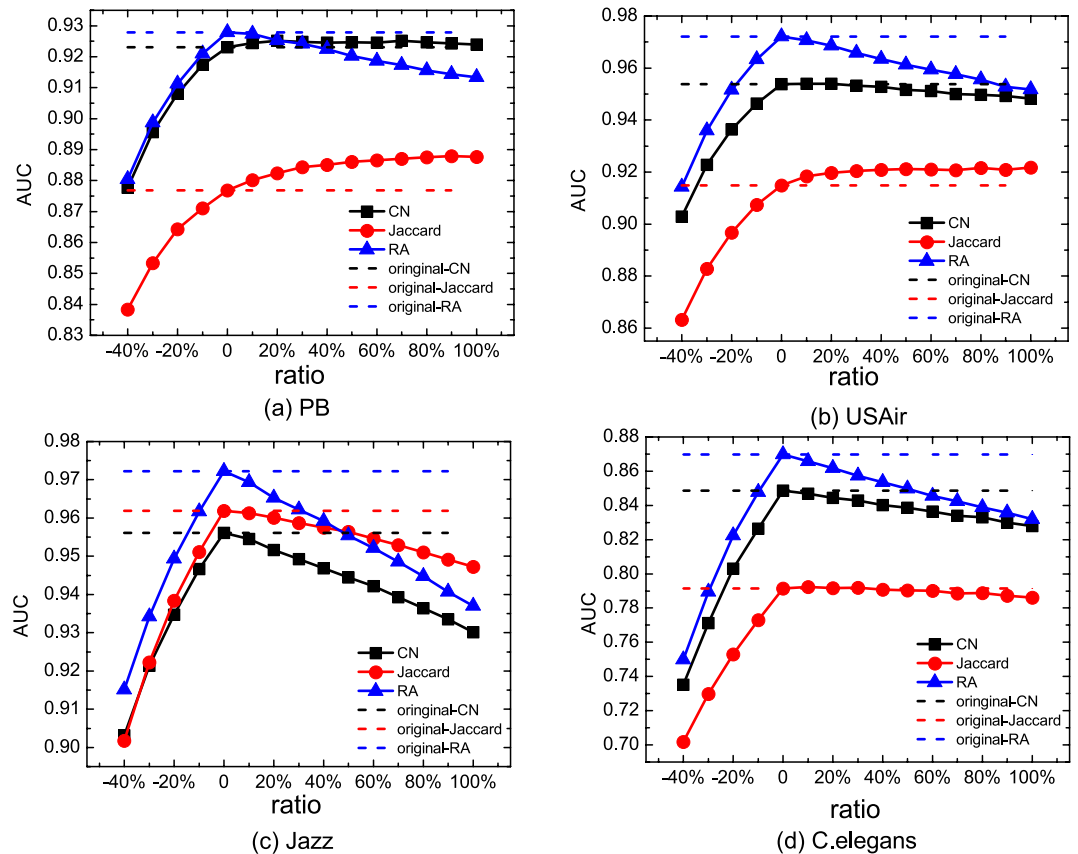 0.93
0.92
0.91
0.90
0.89
0.88
0.87
0.86
0.85
0.84
0.83
AUC
CN
Jaccard
RA
oringinal-CN
original-Jaccard
original-RA
-40% -20% 0 20% 40% 60% 80% 100%
ratio
(a) PB
0.98
0.96
0.94
0.92
0.90
0.88
0.86
AUC
CN
Jaccard
RA
oringinal-CN
original-Jaccard
original-RA
-40% -20% 0 20% 40% 60% 80% 100%
ratio
(b) USAir
0.98
0.97
0.96
0.95
0.94
0.93
0.92
0.91
0.90
AUC
CN
Jaccard
RA
oringinal-CN
original-Jaccard
original-RA
-40% -20% 0 20% 40% 60% 80% 100%
ratio
(c) Jazz
0.88
0.86
0.84
0.82
0.80
0.78
0.76
0.74
0.72
0.70
AUC
CN
Jaccard
RA
oringinal-CN
original-Jaccard
original-RA
-40% -20% 0 20% 40% 60% 80% 100%
ratio
(d) C.elegans